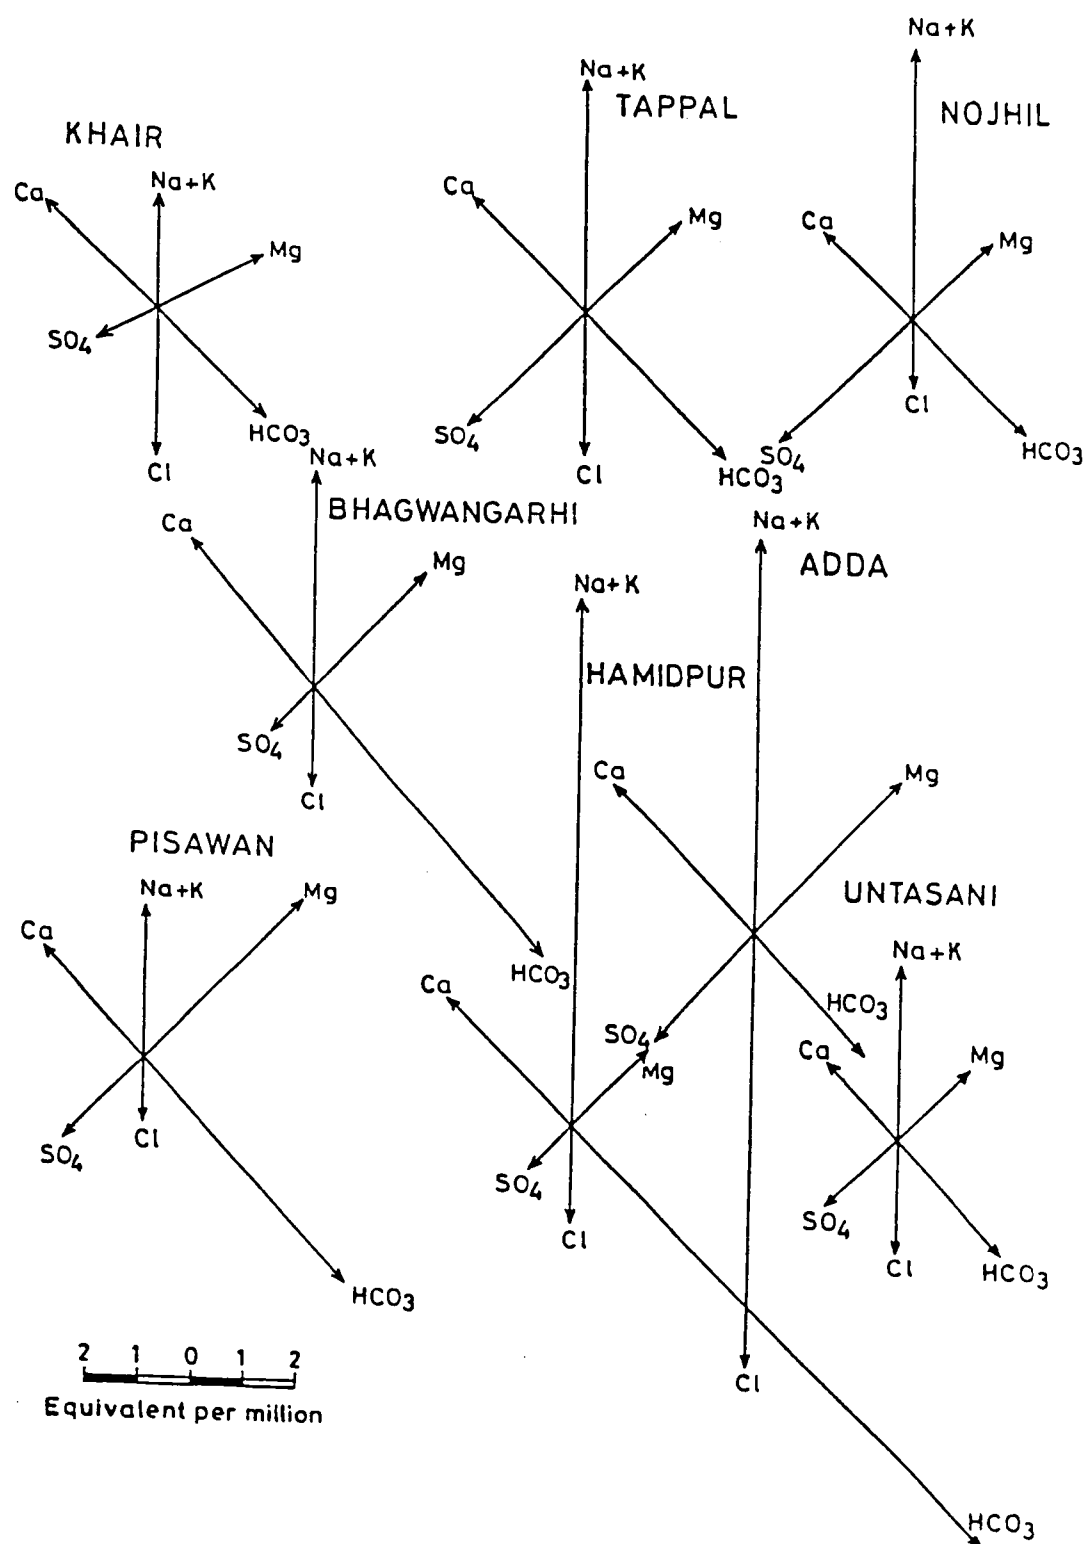 KHAIR
Na+K
Ca
Mg
SO4
HCO3
Cl
Na+K
TAPPAL
Ca
Mg
SO4
HCO3
Cl
Na+K
NOJHIL
Ca
Mg
SO4
HCO3
Cl
Na+K
BHAGWANGARHI
Ca
Mg
SO4
Cl
HCO3
Na+K
ADDA
Ca
Mg
SO4
HCO3
Cl
Na+K
HAMIDPUR
Ca
Mg
SO4
Cl
HCO3
PISAWAN
Na+K
Mg
Ca
SO4
Cl
HCO3
UNTASANI
Na+K
Ca
Mg
SO4
Cl
HCO3
2 1 0 1 2
Equivalent per million